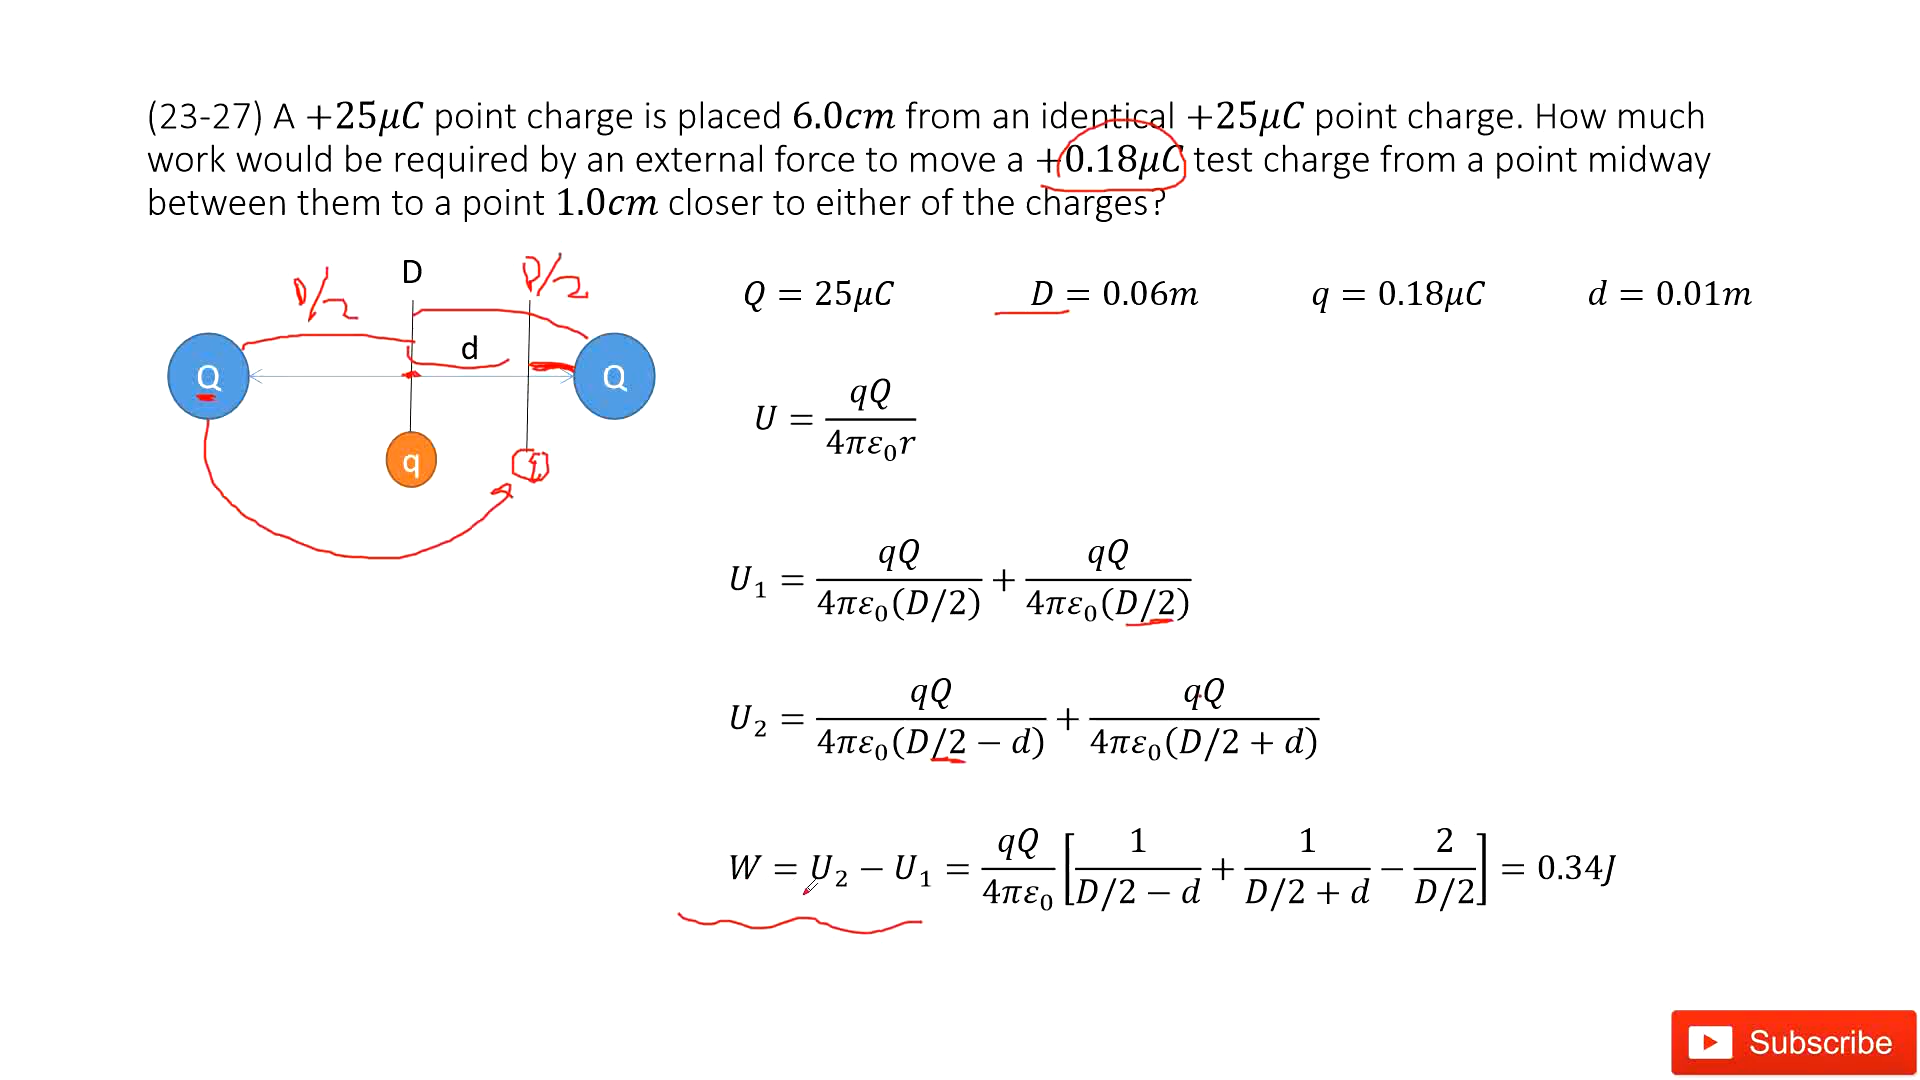 (23-27) A +25μC point charge is placed 6.0cm from an identical +25μC point charge. How much
work would be required by an external force to move a +0.18μC test charge from a point midway
between them to a point 1.0cm closer to either of the charges?
D/2 D D/2
d
Q Q
q q
Q = 25μC D = 0.06m q = 0.18μC d = 0.01m
U = qQ / 4πε₀r
U₁ = qQ / 4πε₀(D/2) + qQ / 4πε₀(D/2)
U₂ = qQ / 4πε₀(D/2 − d) + qQ / 4πε₀(D/2 + d)
W = U₂ − U₁ = qQ / 4πε₀ [1 / D/2 − d + 1 / D/2 + d − 2 / D/2] = 0.34J
Subscribe